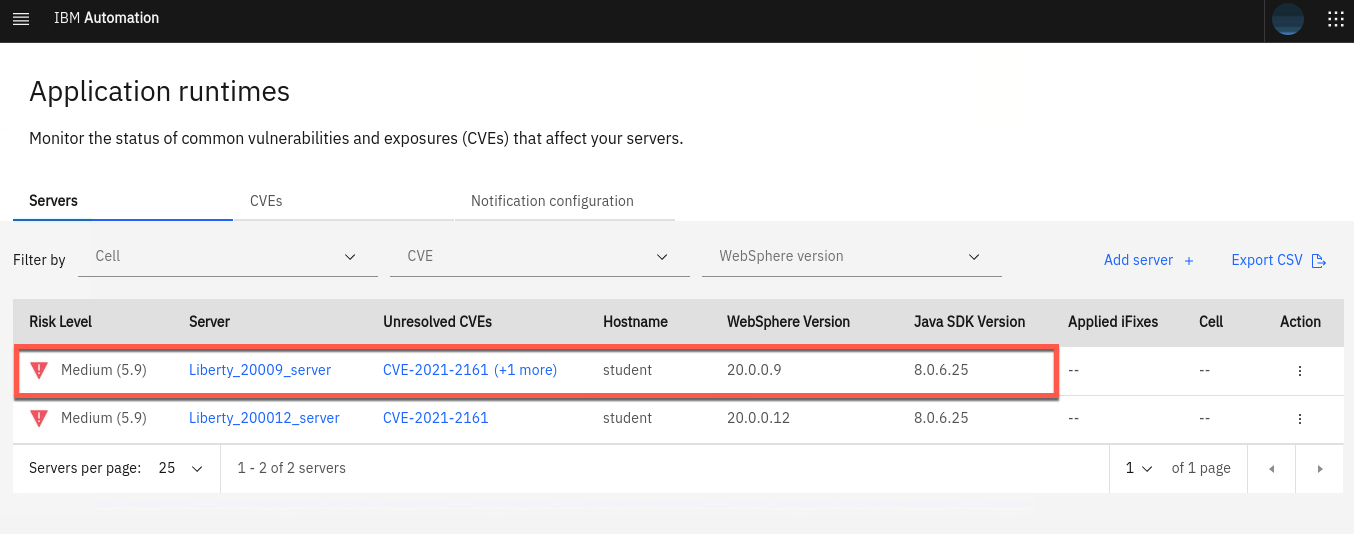 IBM Automation
Application runtimes
Monitor the status of common vulnerabilities and exposures (CVEs) that affect your servers.
Servers CVEs Notification configuration
Filter by Cell CVE WebSphere version Add server + Export CSV
Risk Level Server Unresolved CVEs Hostname WebSphere Version Java SDK Version Applied iFixes Cell Action
Medium (5.9) Liberty_20009_server CVE-2021-2161 (+1 more) student 20.0.0.9 8.0.6.25 -- --
Medium (5.9) Liberty_200012_server CVE-2021-2161 student 20.0.0.12 8.0.6.25 -- --
Servers per page: 25 1 - 2 of 2 servers 1 of 1 page